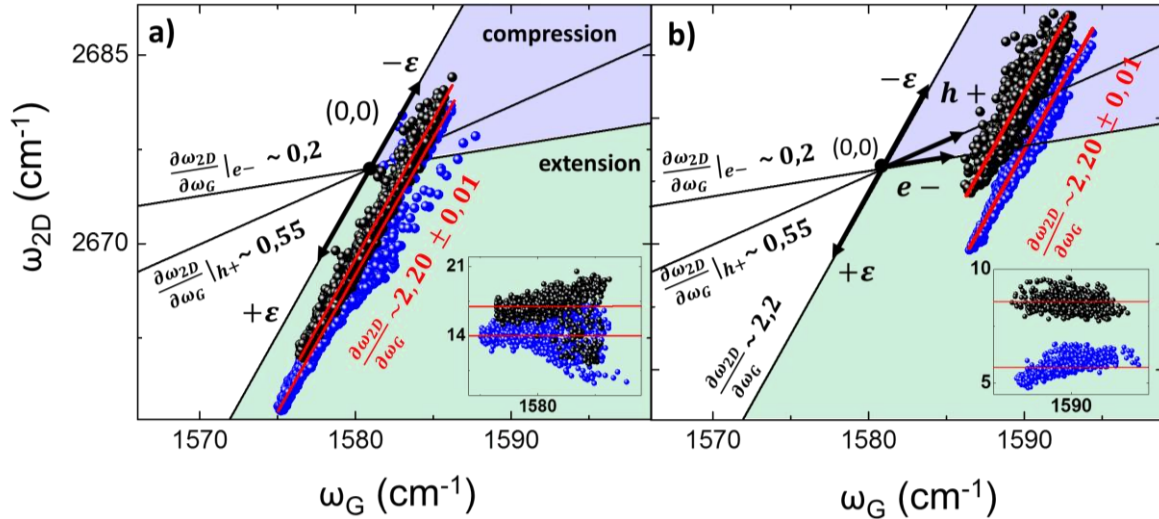 a)
compression
−ε
(0,0)
2685
2670
∂ω2D/∂ωG|e− ~ 0,2
∂ω2D/∂ωG|h+ ~ 0,55
extension
+ε
∂ω2D/∂ωG ~ 2,20 ± 0,01
21
14
1580
1570
1580
1590
ω2D (cm-1)
ωG (cm-1)
b)
−ε
h+
(0,0)
e−
∂ω2D/∂ωG|e− ~ 0,2
∂ω2D/∂ωG|h+ ~ 0,55
+ε
∂ω2D/∂ωG ~ 2,2
∂ω2D/∂ωG ~ 2,20 ± 0,01
10
5
1590
1570
1580
1590
ωG (cm-1)